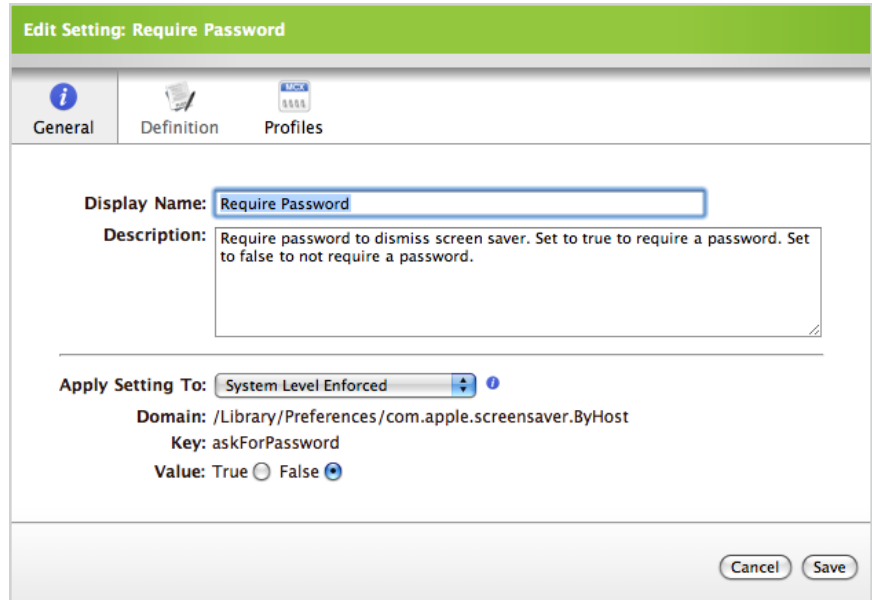 Edit Setting: Require Password
MCX
General
Definition
Profiles
Display Name: Require Password
Description: Require password to dismiss screen saver. Set to true to require a password. Set
to false to not require a password.
Apply Setting To: System Level Enforced
Domain: /Library/Preferences/com.apple.screensaver.ByHost
Key: askForPassword
Value: True False
Cancel Save